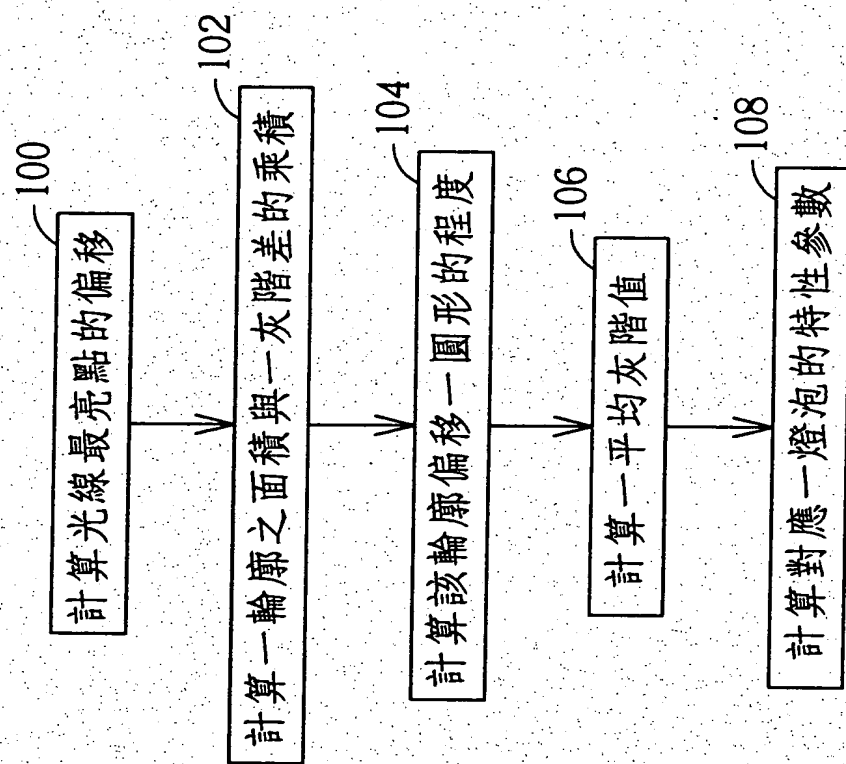 100
計算光線最亮點的偏移
102
計算一輪廓之面積與一灰階差的乘積
104
計算該輪廓偏移一圓形的程度
106
計算一平均灰階值
108
計算對應一燈泡的特性參數